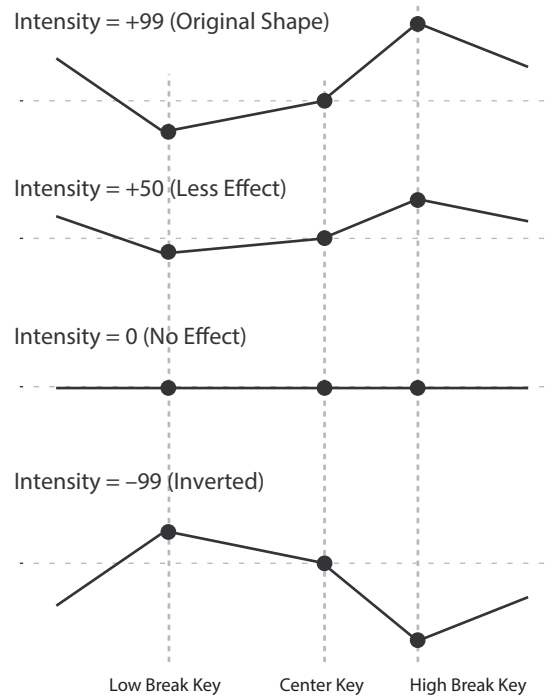 Intensity = +99 (Original Shape)
Intensity = +50 (Less Effect)
Intensity = 0 (No Effect)
Intensity = –99 (Inverted)
Low Break Key Center Key High Break Key